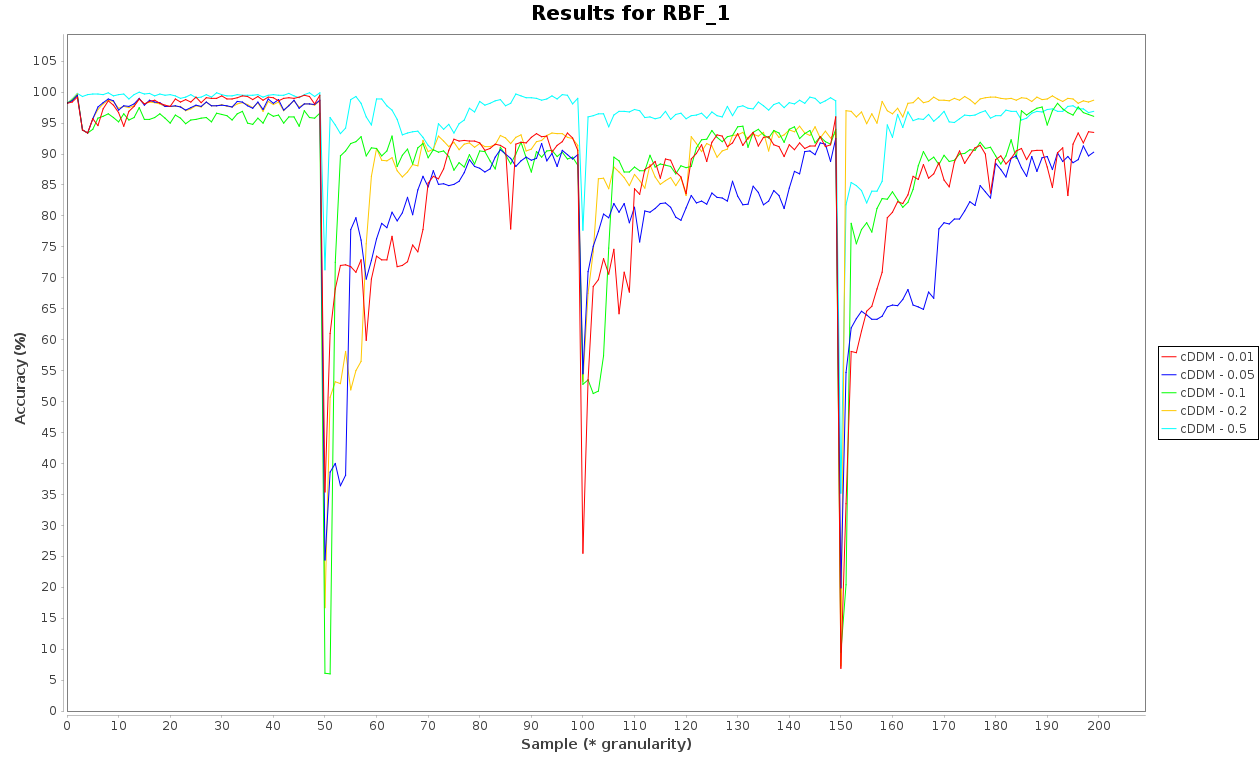 Results for RBF_1
105
100
95
90
85
80
75
70
65
60
55
50
45
40
35
30
25
20
15
10
5
0
Accuracy (%)
0 10 20 30 40 50 60 70 80 90 100 110 120 130 140 150 160 170 180 190 200
Sample (* granularity)
cDDM - 0.01
cDDM - 0.05
cDDM - 0.1
cDDM - 0.2
cDDM - 0.5